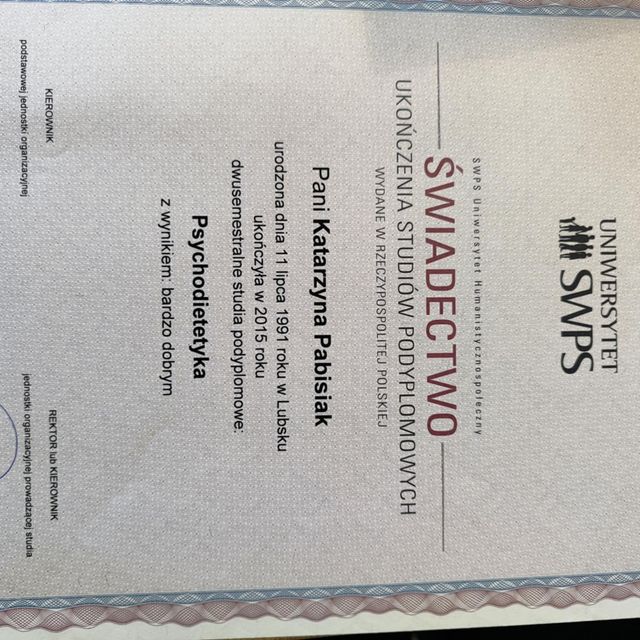 UNIWERSYTET
SWPS
SWPS Uniwersytet Humanistycznospołeczny
ŚWIADECTWO
UKOŃCZENIA STUDIÓW PODYPLOMOWYCH
WYDANE W RZECZYPOSPOLITEJ POLSKIEJ
Pani Katarzyna Pabisiak
urodzona dnia 11 lipca 1991 roku w Lubsku
ukończyła w 2015 roku
dwusemestralne studia podyplomowe:
Psychodietetyka
z wynikiem: bardzo dobrym
KIEROWNIK
podstawowej jednostki organizacyjnej
REKTOR lub KIEROWNIK
jednostki organizacyjnej prowadzącej studia